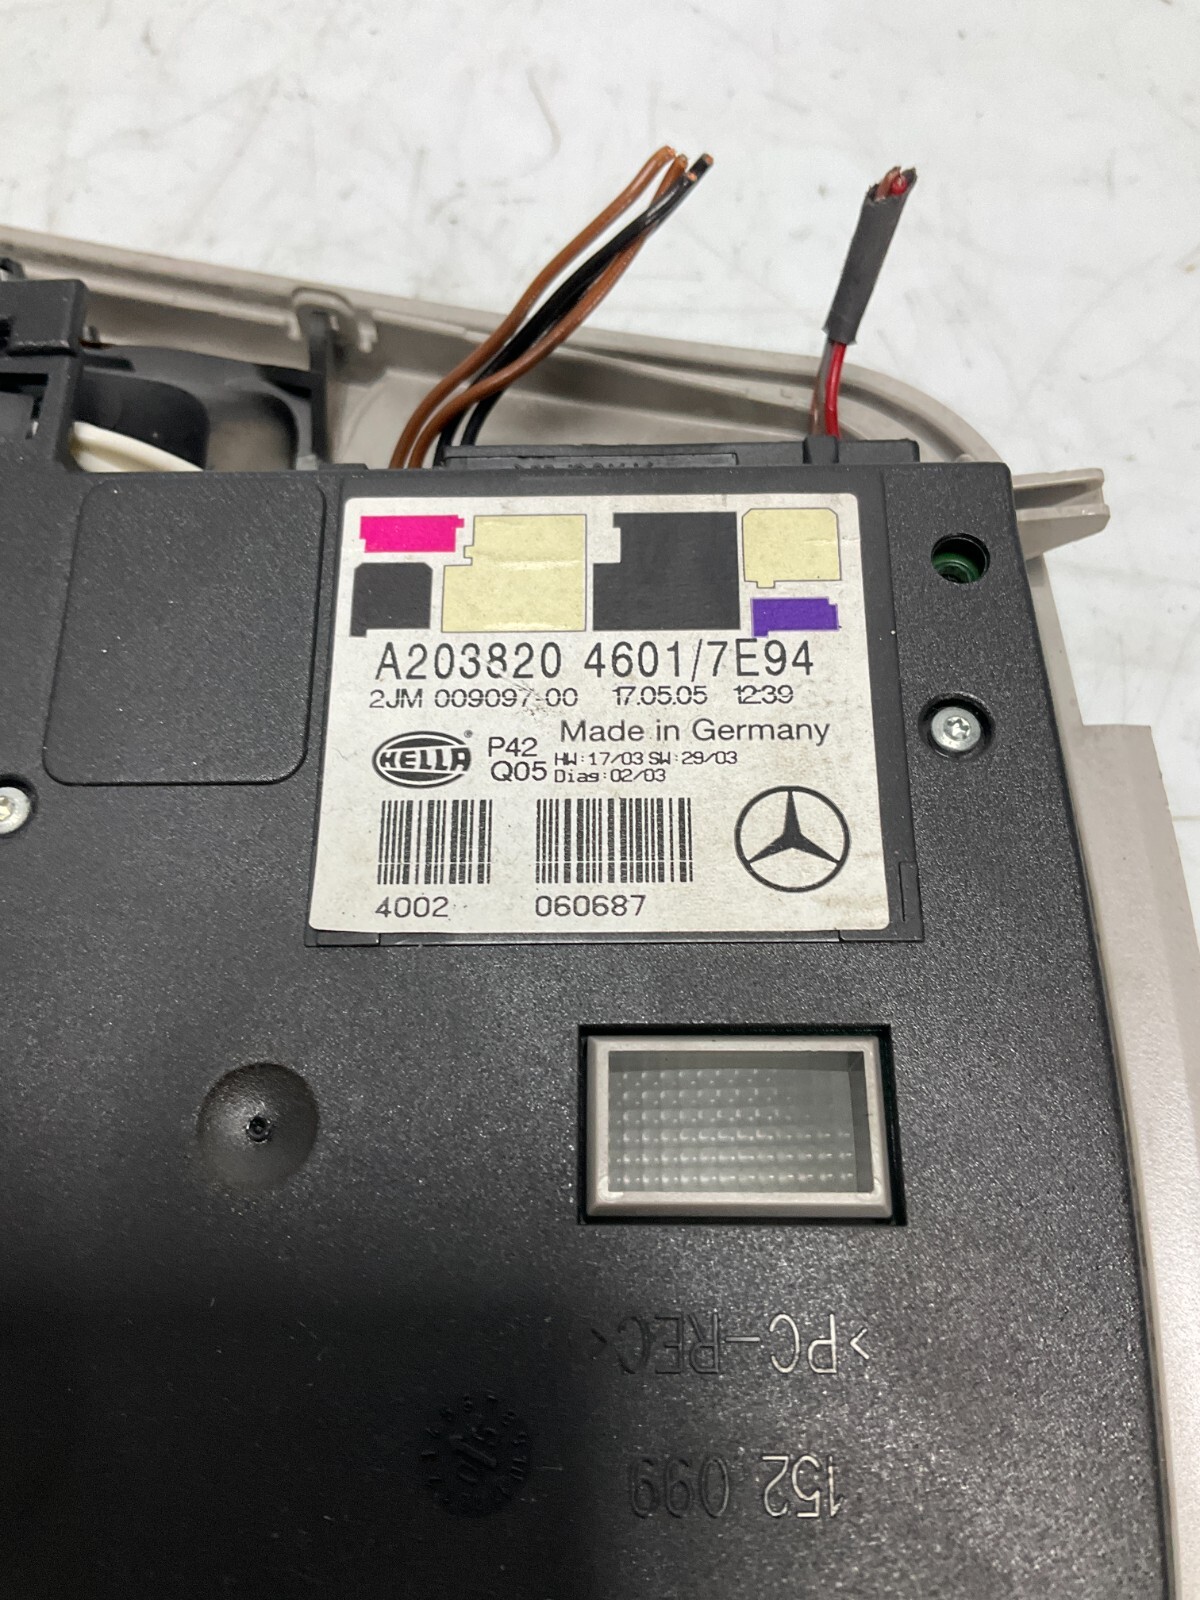 A203820 4601/7E94
2JM 009097-00 17.05.05 12:39
Made in Germany
HELLA® P42 HW:17/03 SW:29/03
Q05 Diag:02/03
4002 060687
>PC-REC<
152 099